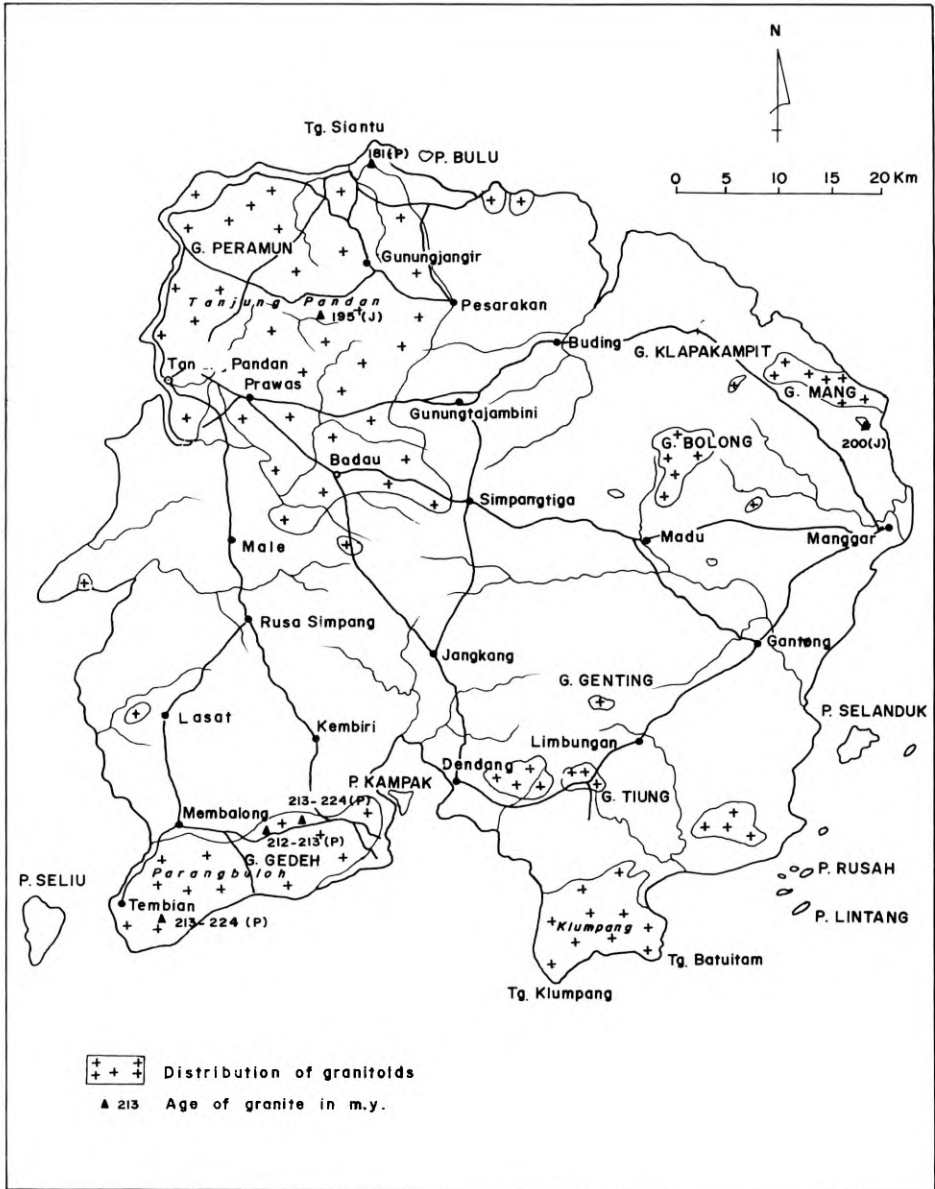 N
Tg. Siantu
181(P)
P. BULU
0 5 10 15 20 Km
G. PERAMUN
Gunungjangir
Tanjung Pandan
195 (J)
Pesarakan
Buding
G. KLAPAKAMPIT
Tan Pandan
Prawas
G. MANG
Gunungtajambini
200(J)
G. BOLONG
Badau
Simpangtiga
Male
Madu
Manggar
Rusa Simpang
Gantong
Jangkang
G. GENTING
Lasat
P. SELANDUK
Kembiri
Limbungan
Dendang
P. KAMPAK
G. TIUNG
213-224(P)
Membalong
212-213(P)
G. GEDEH
Parangbuloh
P. SELIU
P. RUSAH
Tembian
213-224 (P)
P. LINTANG
Klumpang
Tg. Batuitam
Tg. Klumpang
Distribution of granitoids
213 Age of granite in m.y.